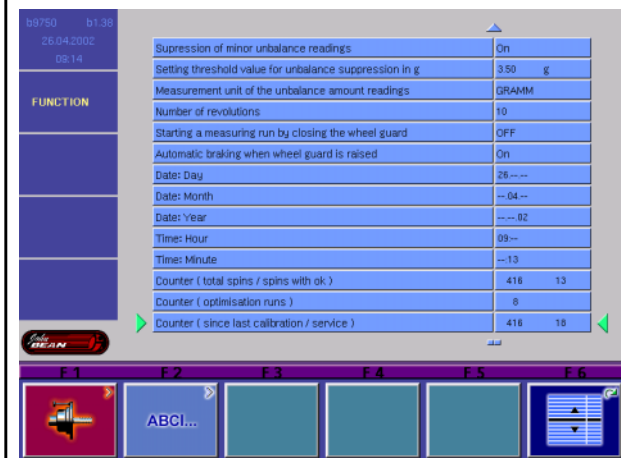 b9750 b1.38
26.04.2002
09:14
FUNCTION
Supression of minor unbalance readings On
Setting threshold value for unbalance suppression in g 3.50 g
Measurement unit of the unbalance amount readings GRAMM
Number of revolutions 10
Starting a measuring run by closing the wheel guard OFF
Automatic braking when wheel guard is raised On
Date: Day 26.--.--
Date: Month --.04.--
Date: Year --.--.02
Time: Hour 09:--
Time: Minute --:13
Counter ( total spins / spins with ok ) 416 13
Counter ( optimisation runs ) 8
Counter ( since last calibration / service ) 416 18
John BEAN
F 1 F 2 F 3 F 4 F 5 F 6
ABC...